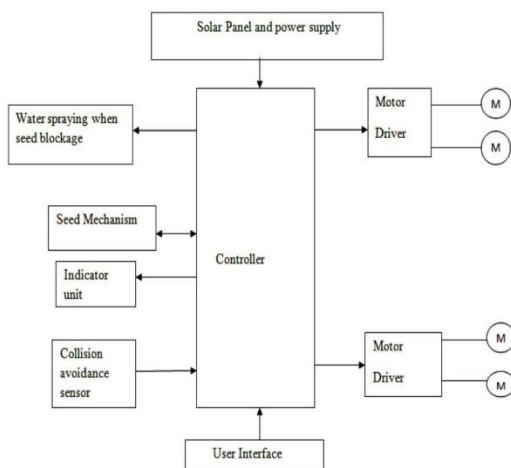 Solar Panel and power supply
Water spraying when
seed blockage
Motor
Driver
M
M
Seed Mechanism
Controller
Indicator
unit
Collision
avoidance
sensor
Motor
Driver
M
M
User Interface